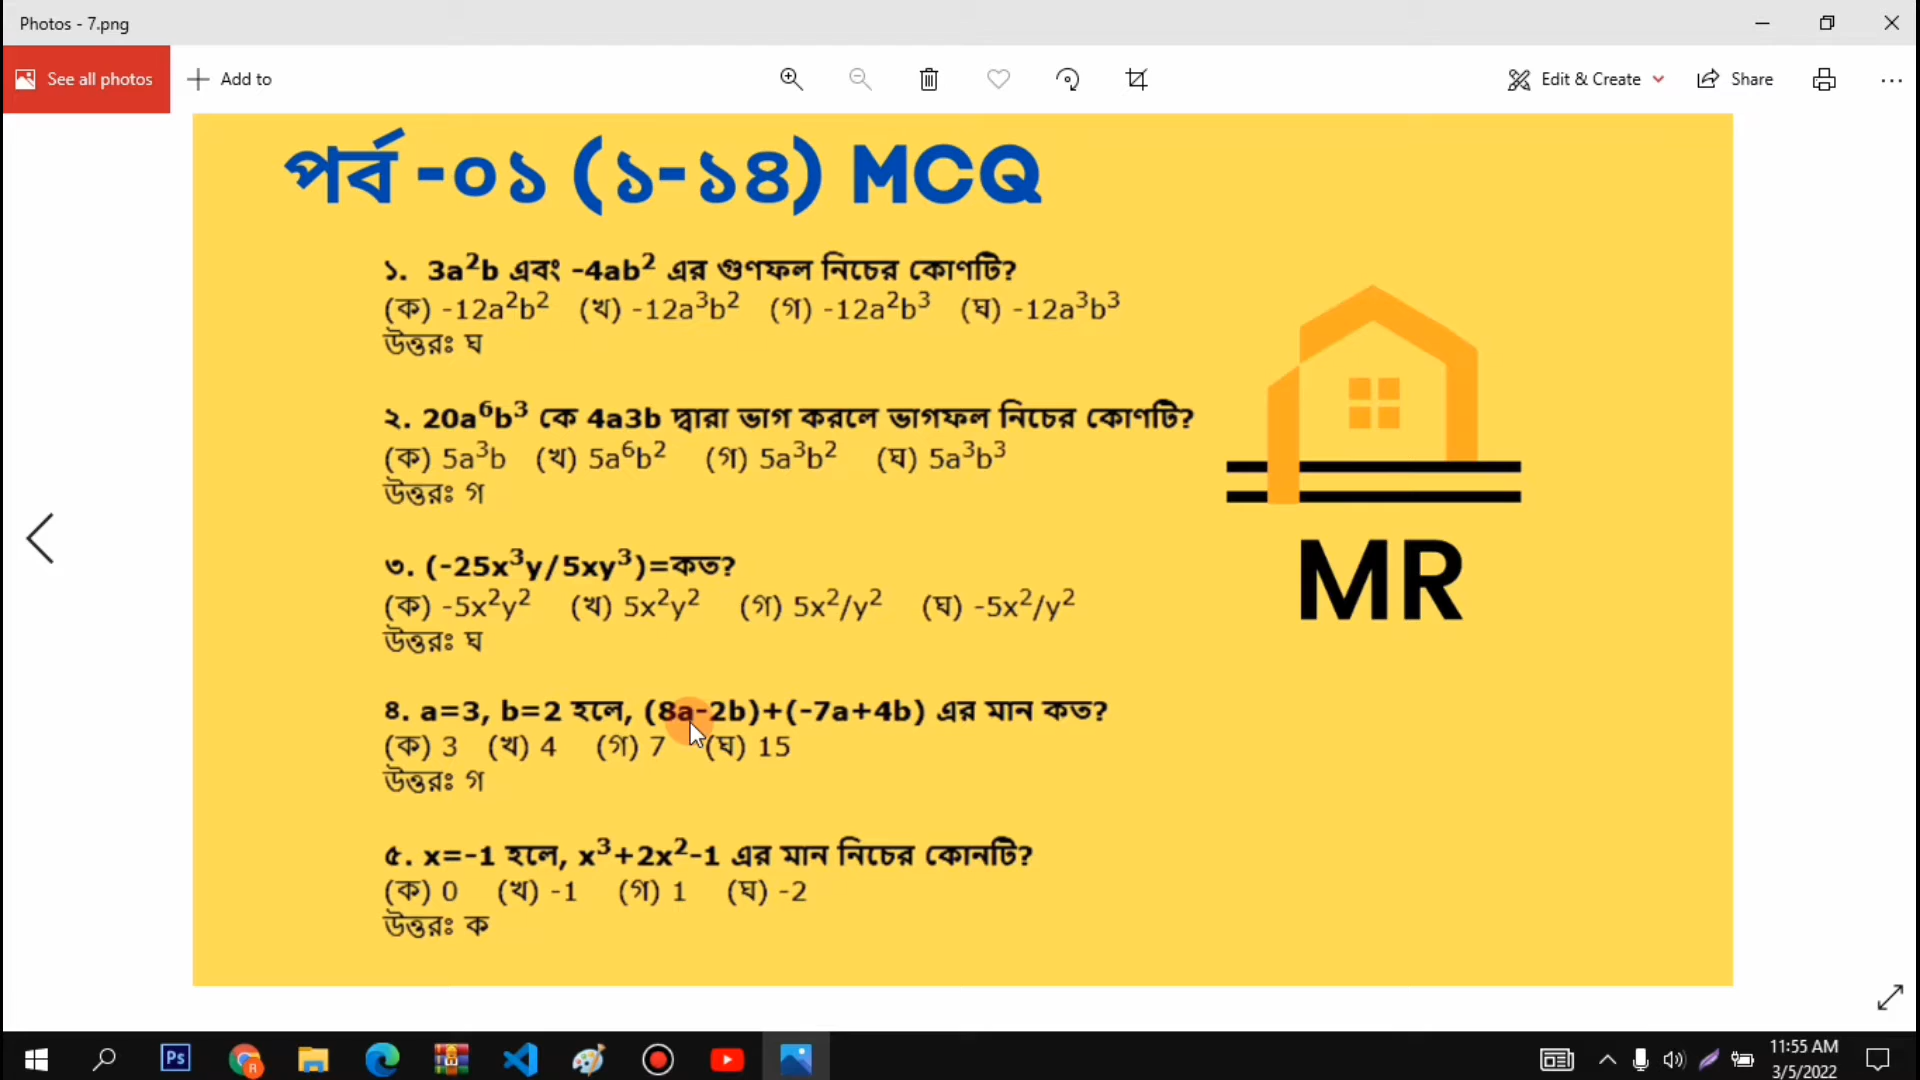 Photos - 7.png
See all photos
Add to
Edit & Create
Share
পর্ব -০১ (১-১৪) MCQ
১. 3a²b এবং -4ab² এর গুণফল নিচের কোণটি?
(ক) -12a²b² (খ) -12a³b² (গ) -12a²b³ (ঘ) -12a³b³
উত্তরঃ ঘ
২. 20a⁶b³ কে 4a3b দ্বারা ভাগ করলে ভাগফল নিচের কোণটি?
(ক) 5a³b (খ) 5a⁶b² (গ) 5a³b² (ঘ) 5a³b³
উত্তরঃ গ
৩. (-25x³y/5xy³)=কত?
(ক) -5x²y² (খ) 5x²y² (গ) 5x²/y² (ঘ) -5x²/y²
উত্তরঃ ঘ
৪. a=3, b=2 হলে, (8a-2b)+(-7a+4b) এর মান কত?
(ক) 3 (খ) 4 (গ) 7 (ঘ) 15
উত্তরঃ গ
৫. x=-1 হলে, x³+2x²-1 এর মান নিচের কোনটি?
(ক) 0 (খ) -1 (গ) 1 (ঘ) -2
উত্তরঃ ক
MR
Ps
11:55 AM
3/5/2022